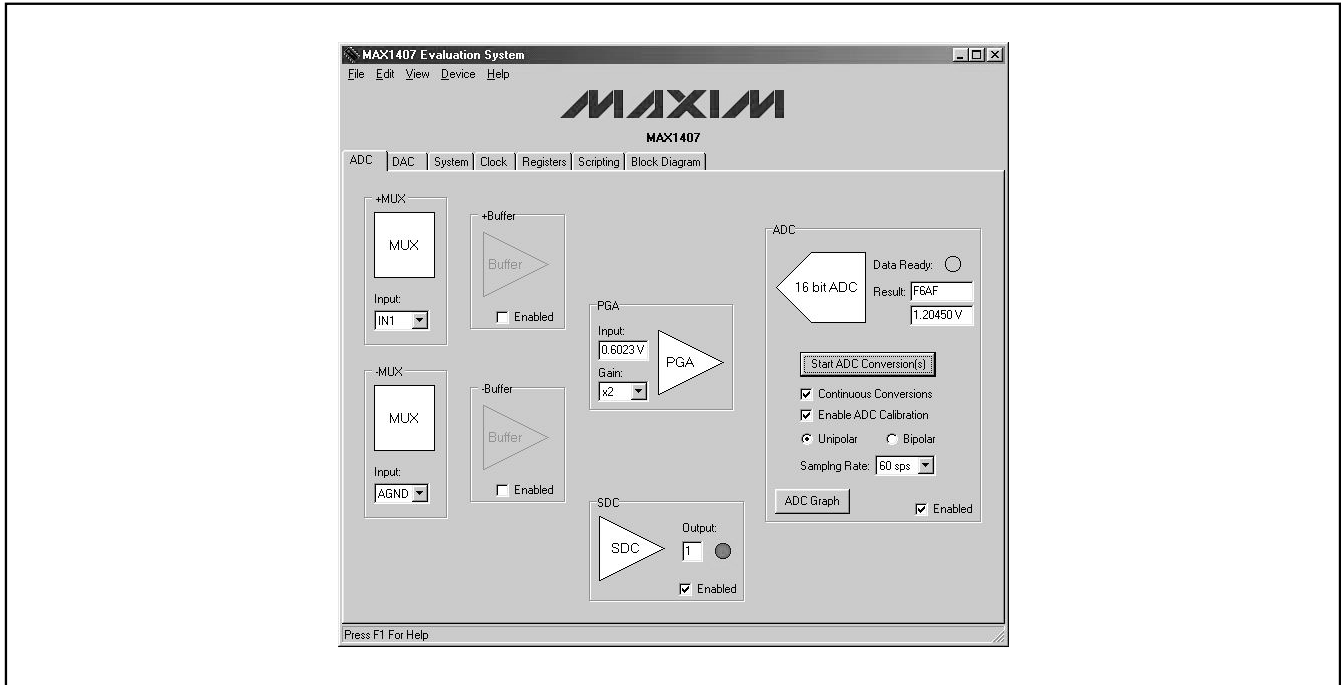 MAX1407 Evaluation System
File Edit View Device Help
MAXIM
MAX1407
ADC DAC System Clock Registers Scripting Block Diagram
+MUX
MUX
Input:
IN1
+Buffer
Buffer
Enabled
-MUX
MUX
Input:
AGND
-Buffer
Buffer
Enabled
PGA
Input:
0.6023 V
Gain:
x2
PGA
SDC
SDC
Output:
1
Enabled
ADC
16 bit ADC
Data Ready:
Result: F6AF
1.20450 V
Start ADC Conversion(s)
Continuous Conversions
Enable ADC Calibration
Unipolar Bipolar
Samplng Rate: 60 sps
ADC Graph
Enabled
Press F1 For Help